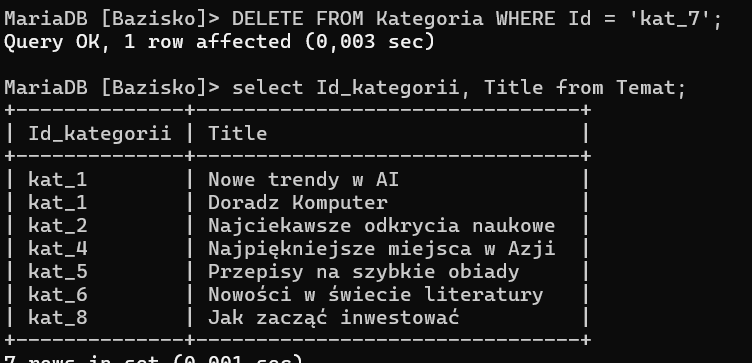 MariaDB [Bazisko]> DELETE FROM Kategoria WHERE Id = 'kat_7';
Query OK, 1 row affected (0,003 sec)
MariaDB [Bazisko]> select Id_kategorii, Title from Temat;
+--------------+--------------------------------+
| Id_kategorii | Title                          |
+--------------+--------------------------------+
| kat_1        | Nowe trendy w AI               |
| kat_1        | Doradz Komputer                |
| kat_2        | Najciekawsze odkrycia naukowe  |
| kat_4        | Najpiękniejsze miejsca w Azji  |
| kat_5        | Przepisy na szybkie obiady     |
| kat_6        | Nowości w świecie literatury   |
| kat_8        | Jak zacząć inwestować          |
+--------------+--------------------------------+
7 rows in set (0,001 sec)